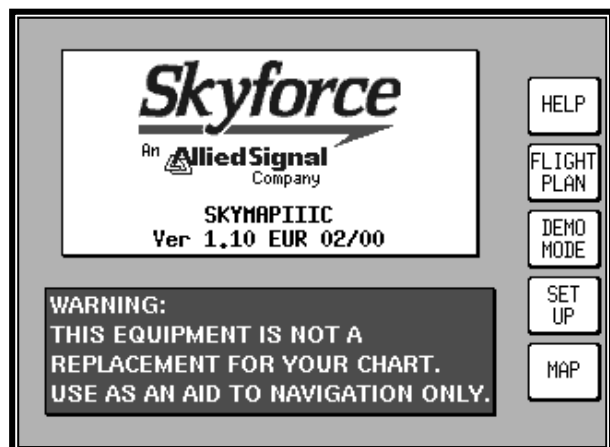 Skyforce
An AlliedSignal
Company
SKYMAPIIIC
Ver 1.10 EUR 02/00
WARNING:
THIS EQUIPMENT IS NOT A
REPLACEMENT FOR YOUR CHART.
USE AS AN AID TO NAVIGATION ONLY.
HELP
FLIGHT
PLAN
DEMO
MODE
SET
UP
MAP